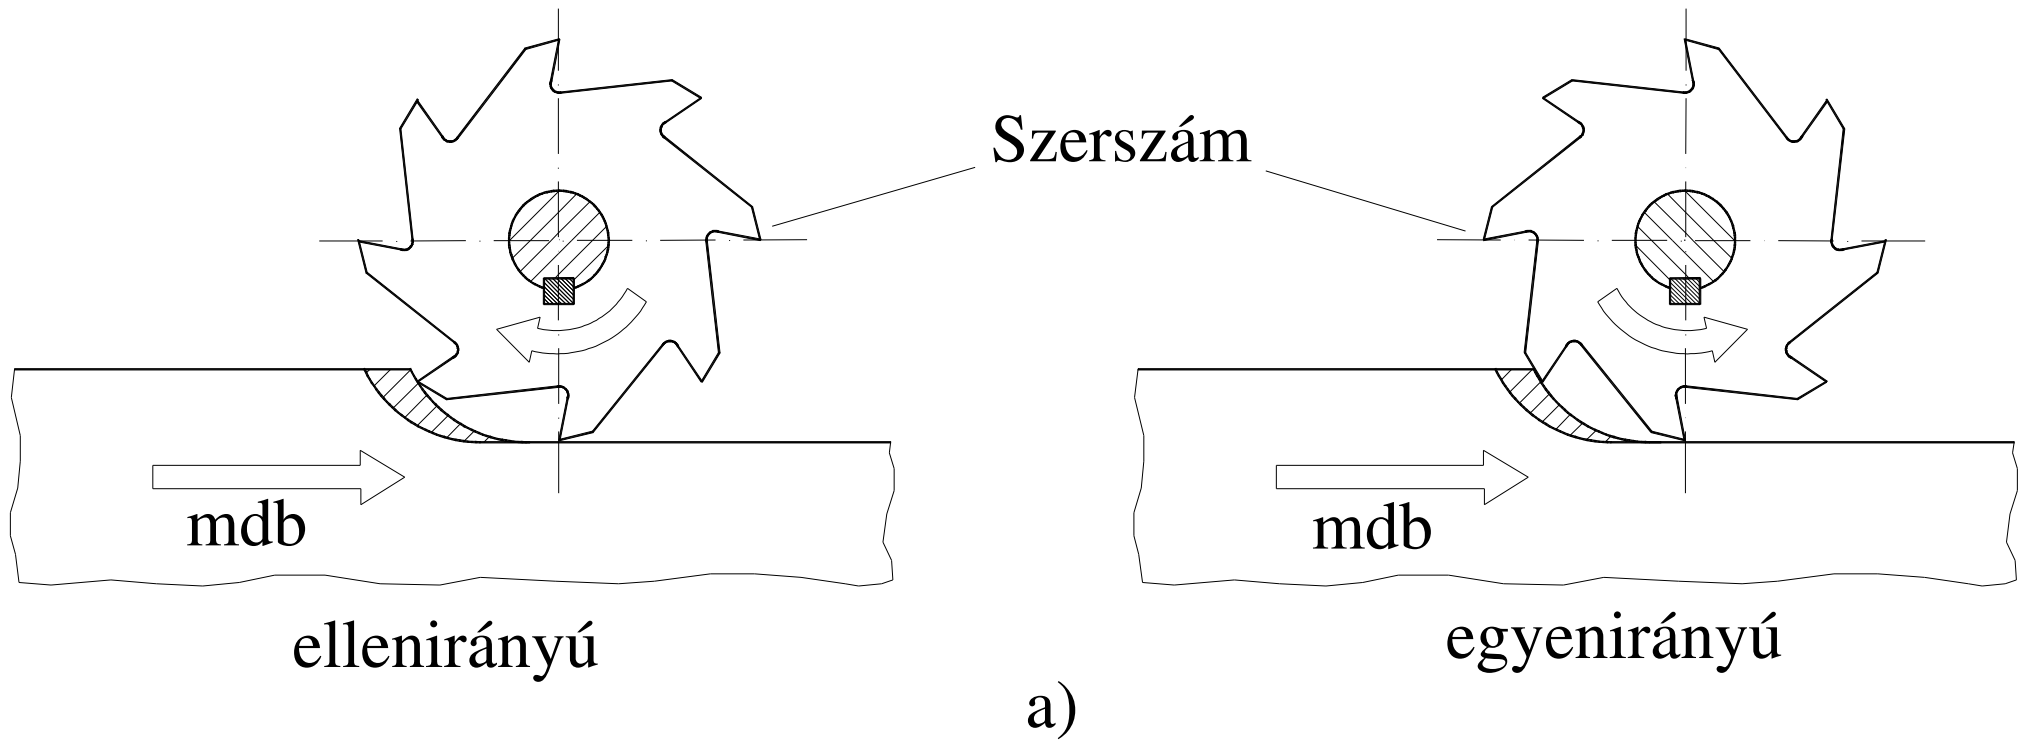 Szerszám
mdb
mdb
ellenirányú
egyenirányú
a)